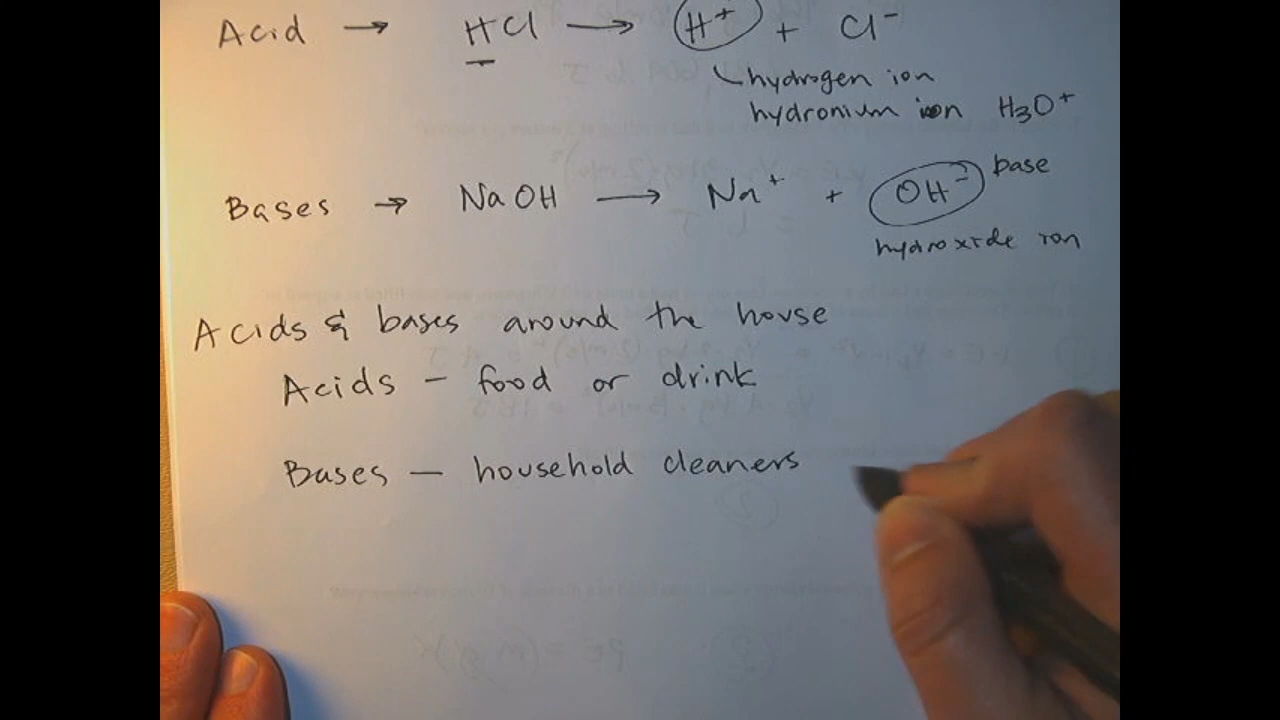 Acid → HCl → H+ + Cl-
hydrogen ion
hydronium ion H3O+
Bases → NaOH → Na+ + OH- base
hydroxide ion
Acids & bases around the house
Acids - food or drink
Bases - household cleaners